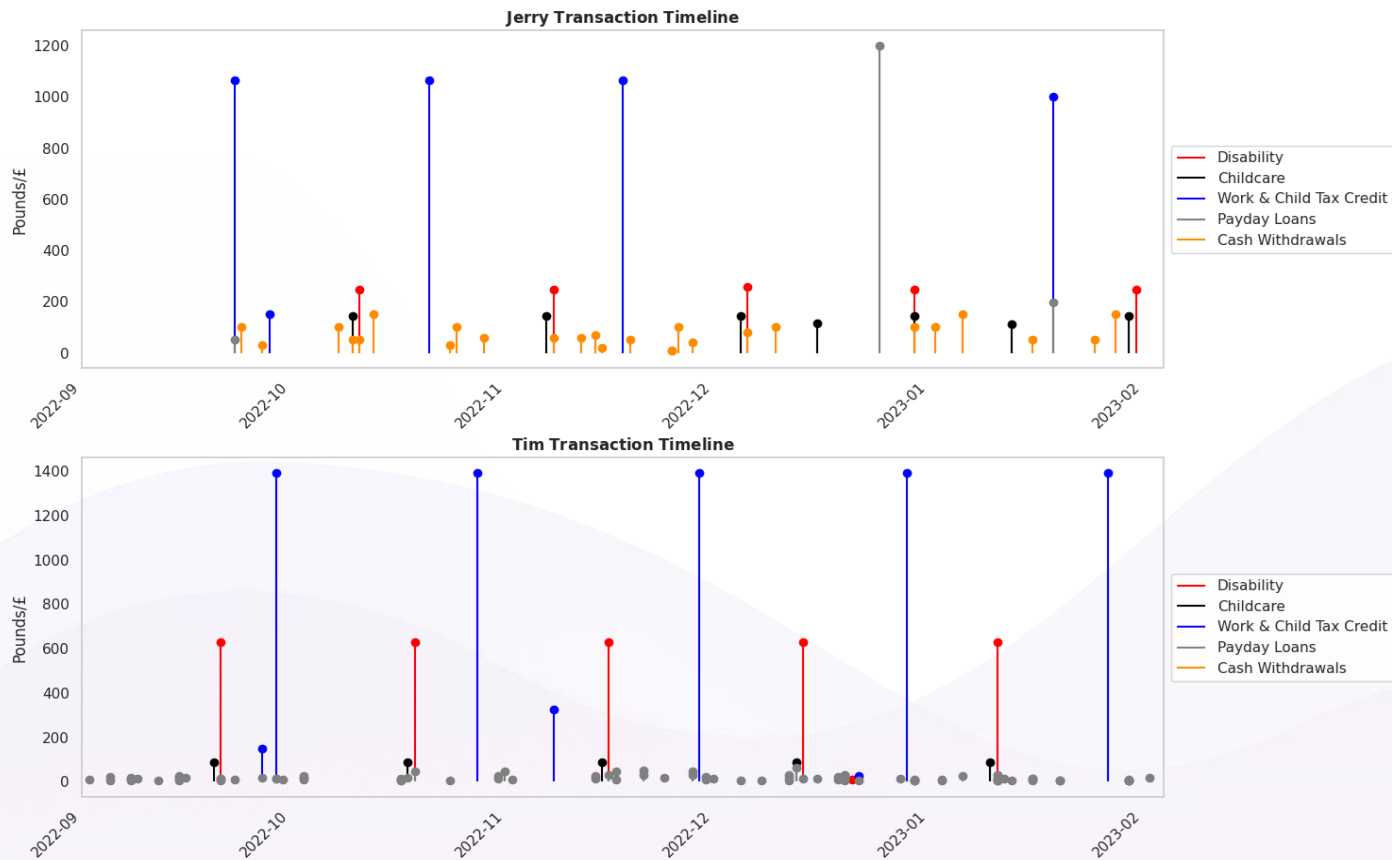 Jerry Transaction Timeline
1200
1000
800
600
400
200
0
Pounds/£
2022-09
2022-10
2022-11
2022-12
2023-01
2023-02
Disability
Childcare
Work & Child Tax Credit
Payday Loans
Cash Withdrawals
Tim Transaction Timeline
1400
1200
1000
800
600
400
200
0
Pounds/£
2022-09
2022-10
2022-11
2022-12
2023-01
2023-02
Disability
Childcare
Work & Child Tax Credit
Payday Loans
Cash Withdrawals